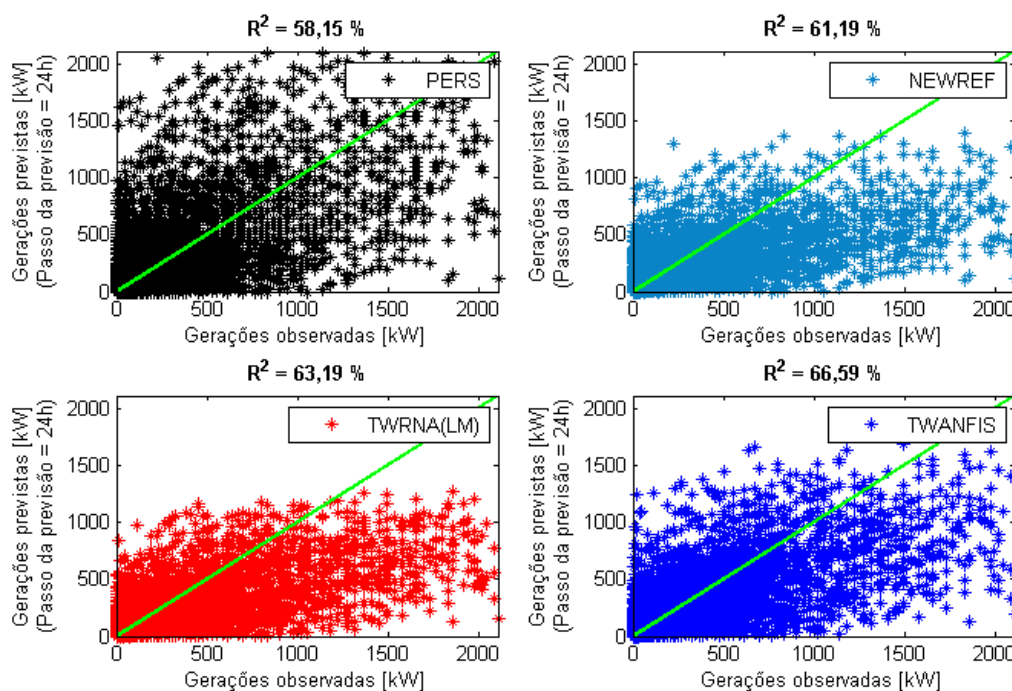 R² = 58,15 %
Gerações previstas [kW]
(Passo da previsão = 24h)
2000
1500
1000
500
0
PERS
0 500 1000 1500 2000
Gerações observadas [kW]
R² = 61,19 %
Gerações previstas [kW]
(Passo da previsão = 24h)
2000
1500
1000
500
0
NEWREF
0 500 1000 1500 2000
Gerações observadas [kW]
R² = 63,19 %
Gerações previstas [kW]
(Passo da previsão = 24h)
2000
1500
1000
500
0
TWRNA(LM)
0 500 1000 1500 2000
Gerações observadas [kW]
R² = 66,59 %
Gerações previstas [kW]
(Passo da previsão = 24h)
2000
1500
1000
500
0
TWANFIS
0 500 1000 1500 2000
Gerações observadas [kW]